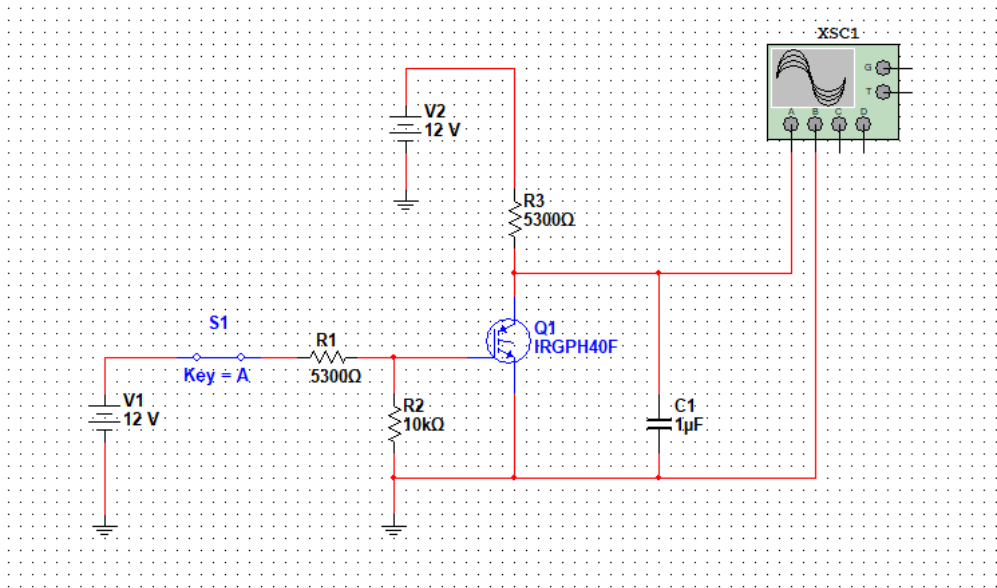 XSC1
G
T
A B C D
V2
12 V
R3
5300Ω
S1
Key = A
R1
5300Ω
Q1
IRGPH40F
V1
12 V
R2
10kΩ
C1
1µF